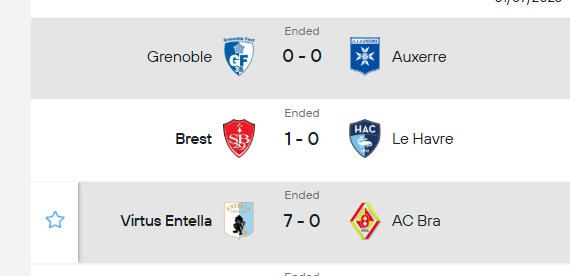 Ended
Grenoble 0 - 0 Auxerre
Ended
Brest 1 - 0 Le Havre
HAC
Ended
Virtus Entella 7 - 0 AC Bra